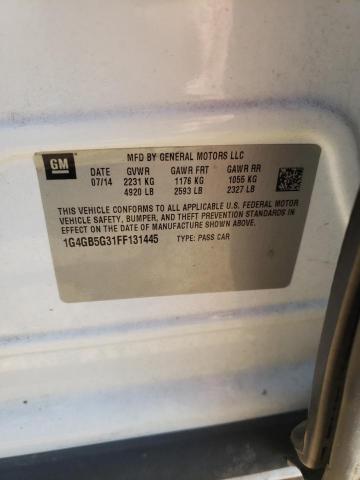 GM
MFD BY GENERAL MOTORS LLC
DATE GVWR GAWR FRT GAWR RR
07/14 2231 KG 1176 KG 1055 KG
4920 LB 2593 LB 2327 LB
THIS VEHICLE CONFORMS TO ALL APPLICABLE U.S. FEDERAL MOTOR
VEHICLE SAFETY, BUMPER, AND THEFT PREVENTION STANDARDS IN
EFFECT ON THE DATE OF MANUFACTURE SHOWN ABOVE.
1G4GB5G31FF131445 TYPE: PASS CAR